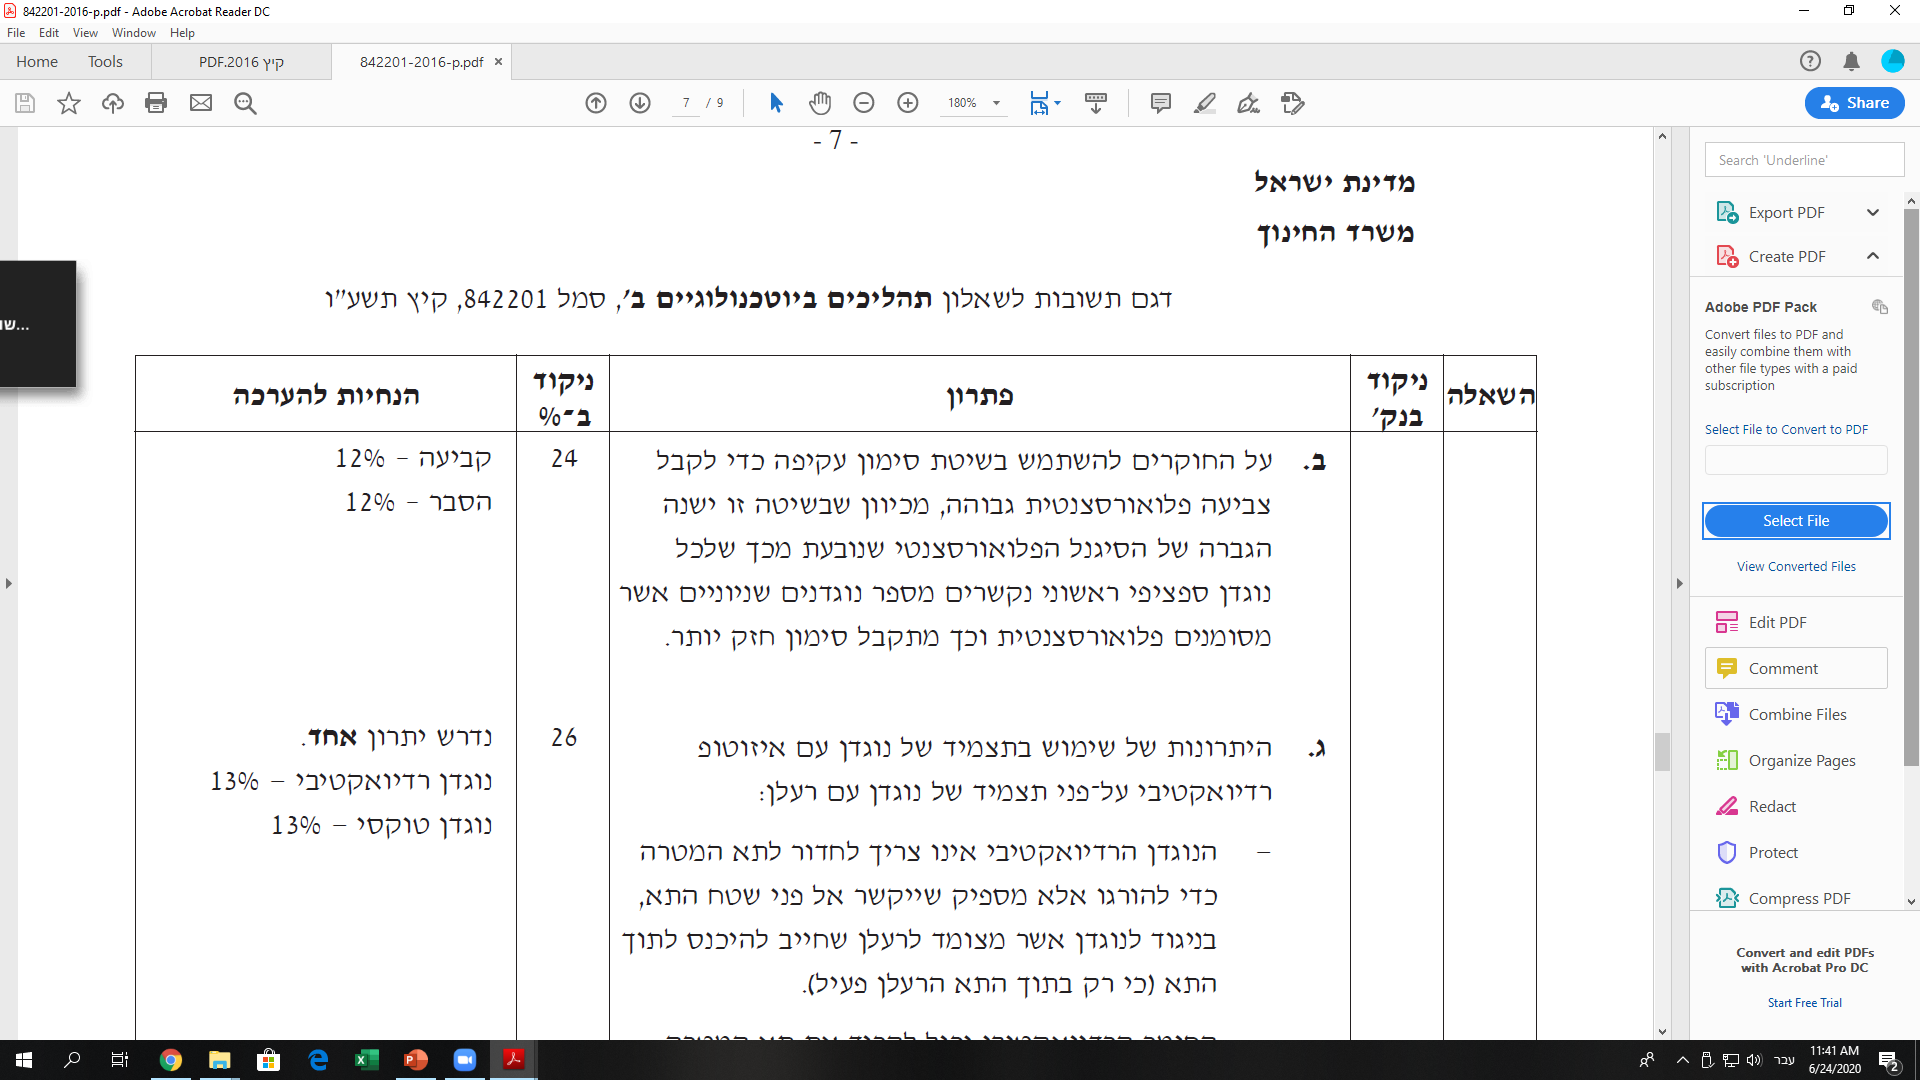 842201-2016-p.pdf - Adobe Acrobat Reader DC
File Edit View Window Help
Home Tools קיץ 2016.PDF 842201-2016-p.pdf
7 / 9 180% Share
- 7 -
מדינת ישראל
משרד החינוך
דגם תשובות לשאלון תהליכים ביוטכנולוגיים ב', סמל 842201, קיץ תשע"ו
השאלה
ניקוד
בנק'
פתרון
ניקוד
ב-%
הנחיות להערכה
ב. על החוקרים להשתמש בשיטת סימון עקיפה כדי לקבל
צביעה פלואורסצנטית גבוהה, מכיוון שבשיטה זו ישנה
הגברה של הסיגנל הפלואורסצנטי שנובעת מכך שלכל
נוגדן ספציפי ראשוני נקשרים מספר נוגדנים שניוניים אשר
מסומנים פלואורסצנטית וכך מתקבל סימון חזק יותר.
24
קביעה – 12%
הסבר – 12%
ג. היתרונות של שימוש בתצמיד של נוגדן עם איזוטופ
רדיואקטיבי על-פני תצמיד של נוגדן עם רעלן:
– הנוגדן הרדיואקטיבי אינו צריך לחדור לתא המטרה
כדי להורגו אלא מספיק שייקשר אל פני שטח התא,
בניגוד לנוגדן אשר מצומד לרעלן שחייב להיכנס לתוך
התא (כי רק בתוך התא הרעלן פעיל).
26
נדרש יתרון אחד.
נוגדן רדיואקטיבי – 13%
נוגדן טוקסי – 13%
שו...
Search 'Underline'
Export PDF
Create PDF
Adobe PDF Pack
Convert files to PDF and
easily combine them with
other file types with a paid
subscription
Select File to Convert to PDF
Select File
View Converted Files
Edit PDF
Comment
Combine Files
Organize Pages
Redact
Protect
Compress PDF
Convert and edit PDFs
with Acrobat Pro DC
Start Free Trial
עבר
11:41 AM
6/24/2020
2